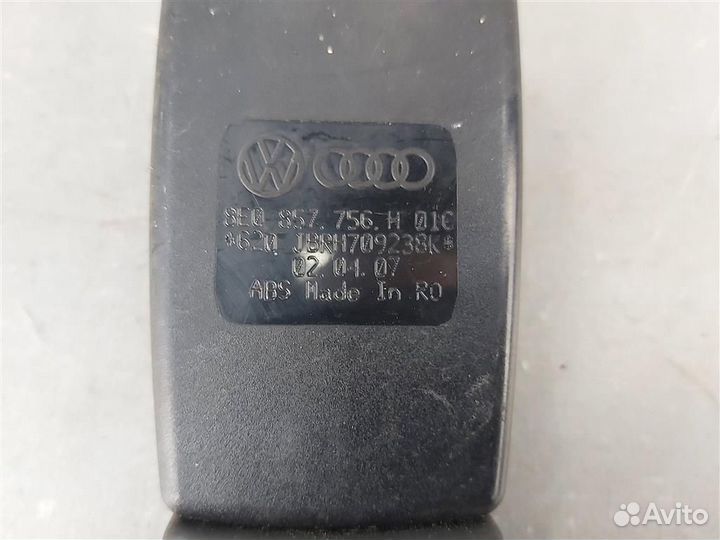 8E0 857.756.H 01C
*620 JBRH709238K*
02.04.07
ABS Made In RO
Avito